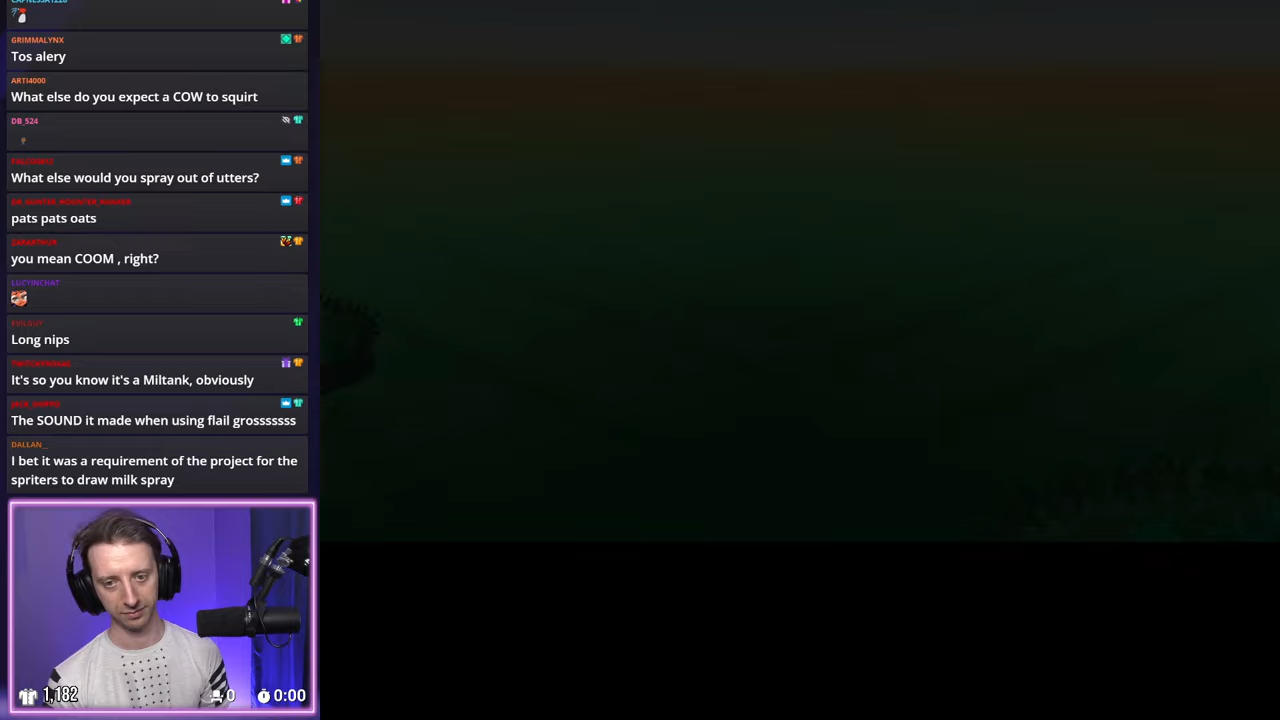 GRIMMALYNX
Tos alery
ARTI4000
What else do you expect a COW to squirt
DB_524
What else would you spray out of utters?
pats pats oats
you mean COOM , right?
LUCYINCHAT
EVILGUY
Long nips
It's so you know it's a Miltank, obviously
The SOUND it made when using flail grosssssss
DALLAN_
I bet it was a requirement of the project for the
spriters to draw milk spray
1,182
0
0:00